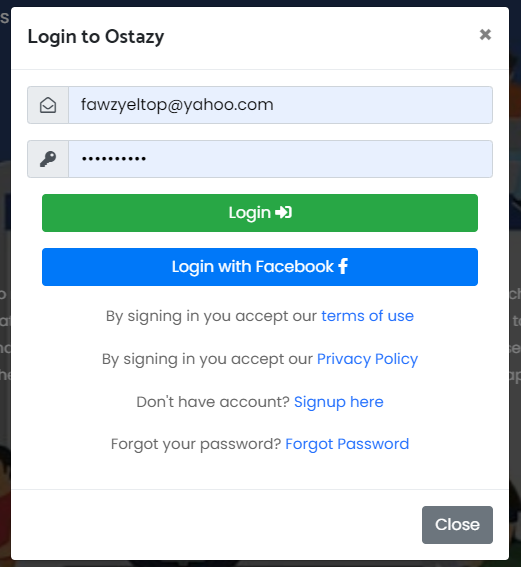 Login to Ostazy ×
fawzyeltop@yahoo.com
••••••••••
Login
Login with Facebook
By signing in you accept our terms of use
By signing in you accept our Privacy Policy
Don't have account? Signup here
Forgot your password? Forgot Password
Close